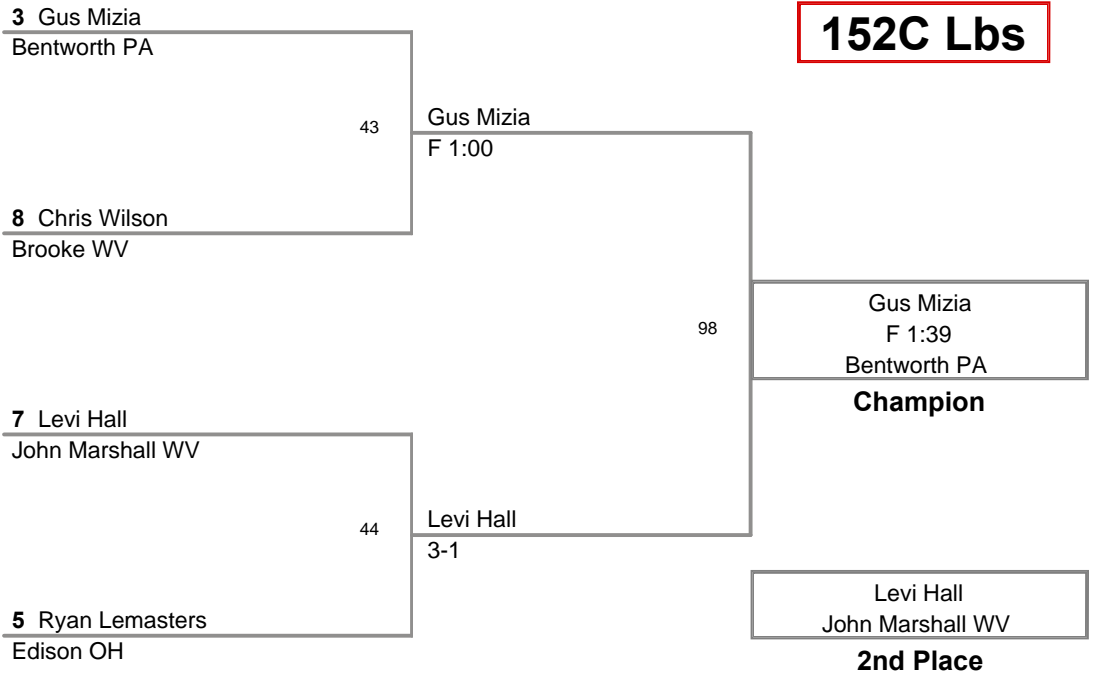 152C Lbs
3 Gus Mizia
Bentworth PA
43
Gus Mizia
F 1:00
8 Chris Wilson
Brooke WV
98
Gus Mizia
F 1:39
Bentworth PA
Champion
7 Levi Hall
John Marshall WV
44
Levi Hall
3-1
5 Ryan Lemasters
Edison OH
Levi Hall
John Marshall WV
2nd Place